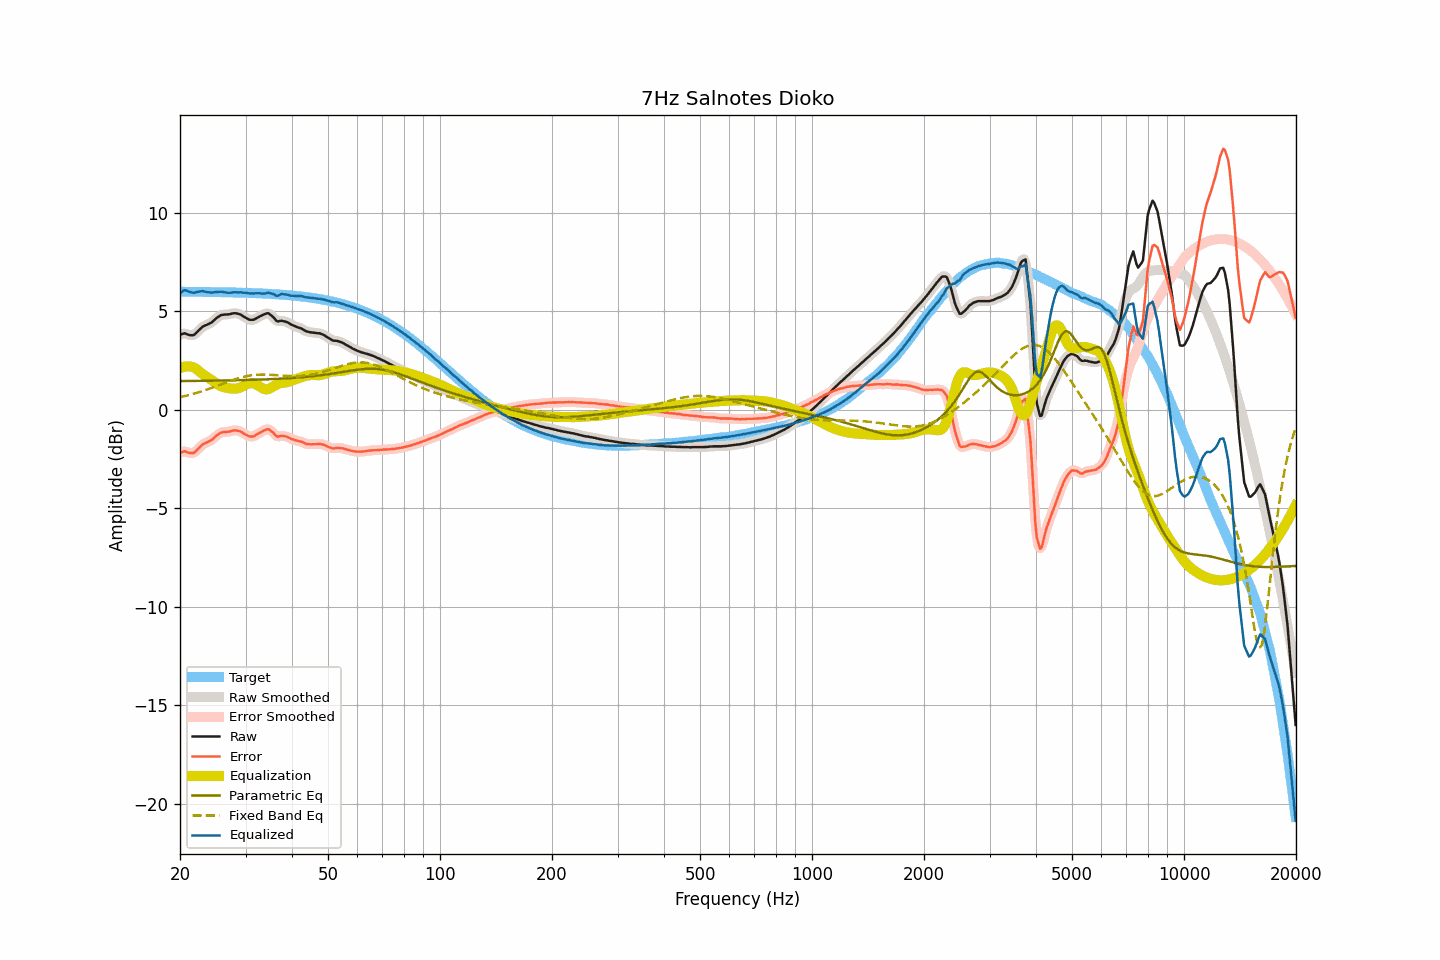 7Hz Salnotes Dioko
10
5
0
−5
−10
−15
−20
Amplitude (dBr)
Target
Raw Smoothed
Error Smoothed
Raw
Error
Equalization
Parametric Eq
Fixed Band Eq
Equalized
20 50 100 200 500 1000 2000 5000 10000 20000
Frequency (Hz)